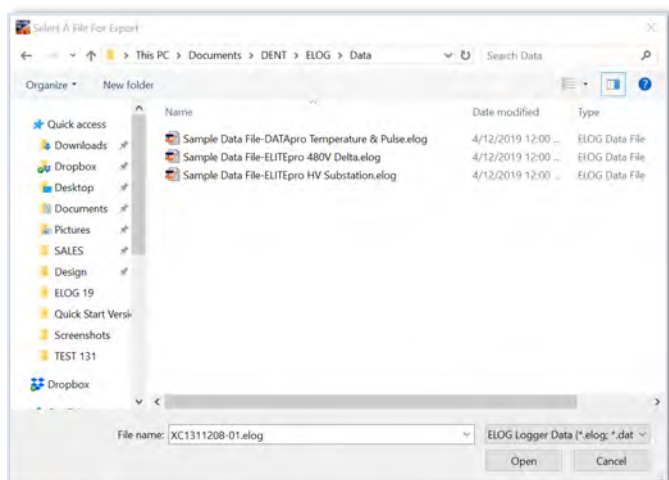 Select A File For Export
This PC > Documents > DENT > ELOG > Data
Search Data
Organize
New folder
Name
Date modified
Type
Quick access
Downloads
Dropbox
Desktop
Documents
Pictures
SALES
Design
ELOG 19
Quick Start Versi
Screenshots
TEST 131
Dropbox
Sample Data File-DATApro Temperature & Pulse.elog 4/12/2019 12:00 ... ELOG Data File
Sample Data File-ELITEpro 480V Delta.elog 4/12/2019 12:00 ... ELOG Data File
Sample Data File-ELITEpro HV Substation.elog 4/12/2019 12:00 ... ELOG Data File
File name: XC1311208-01.elog
ELOG Logger Data (*.elog; *.dat
Open
Cancel